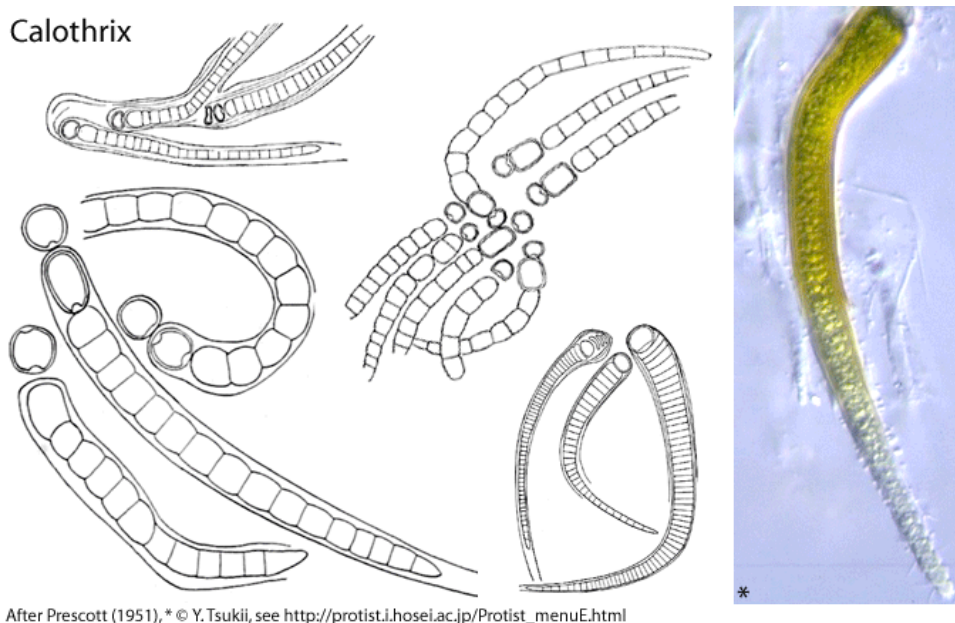 Calothrix
*
After Prescott (1951), * © Y. Tsukii, see http://protist.i.hosei.ac.jp/Protist_menuE.html